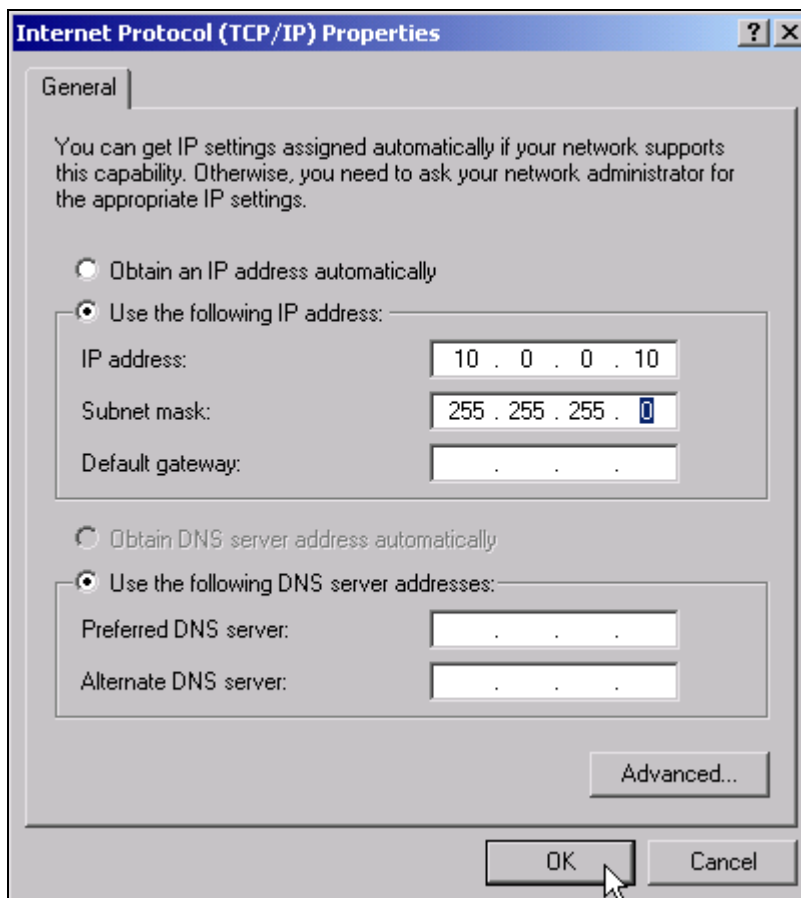 Internet Protocol (TCP/IP) Properties
General
You can get IP settings assigned automatically if your network supports
this capability. Otherwise, you need to ask your network administrator for
the appropriate IP settings.
Obtain an IP address automatically
Use the following IP address:
IP address: 10 . 0 . 0 . 10
Subnet mask: 255 . 255 . 255 . 0
Default gateway: . . .
Obtain DNS server address automatically
Use the following DNS server addresses:
Preferred DNS server: . . .
Alternate DNS server: . . .
Advanced...
OK Cancel